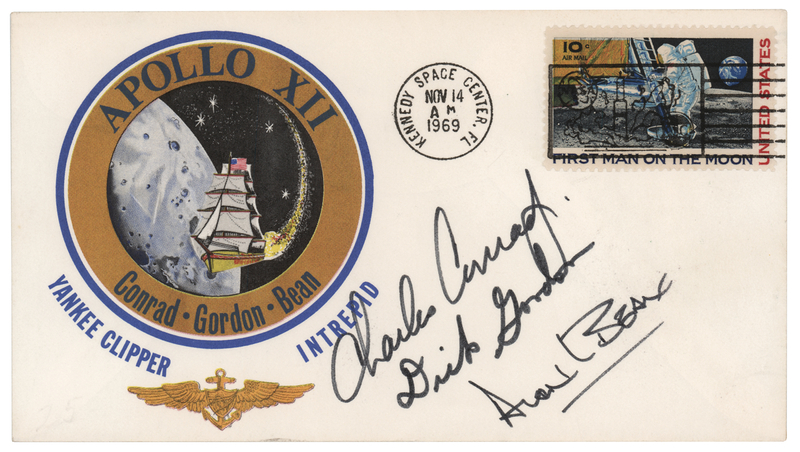 APOLLO XII
Conrad · Gordon · Bean
YANKEE CLIPPER
INTREPID
KENNEDY SPACE CENTER, FL
NOV 14
A M
1969
10c
AIR MAIL
UNITED STATES
FIRST MAN ON THE MOON
Charles Conrad Jr.
Dick Gordon
Alan L Bean